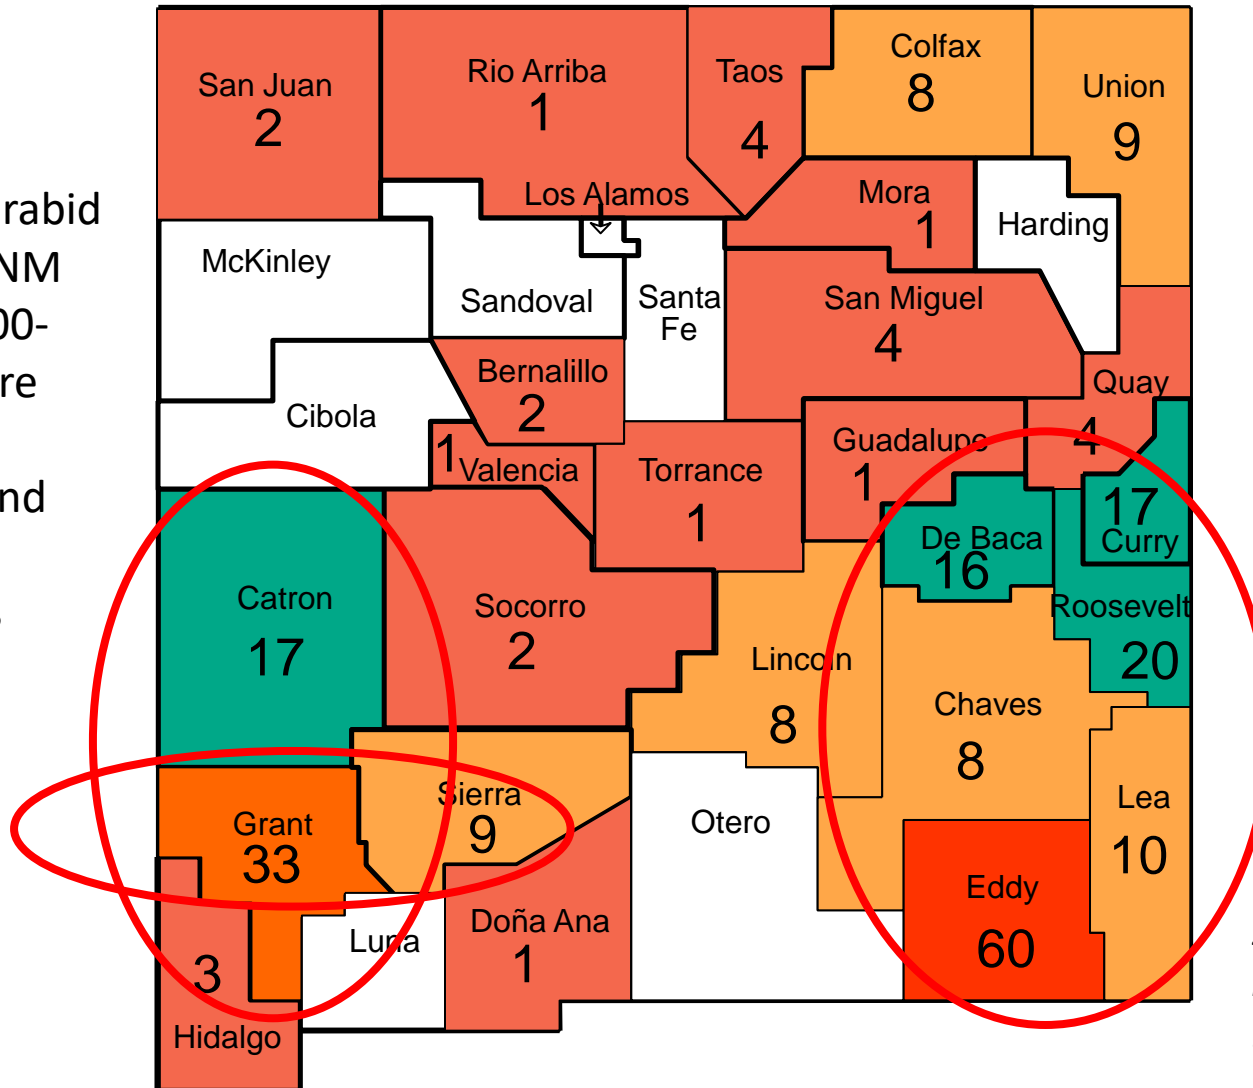 rabid
NM
00-
re
nd
San Juan
2
Rio Arriba
1
Taos
4
Colfax
8
Union
9
Los Alamos
Mora
1
Harding
McKinley
Sandoval
Santa
Fe
San Miguel
4
Bernalillo
2
Quay
4
Cibola
1
Valencia
Torrance
1
Guadalupe
1
17
Curry
De Baca
16
Catron
17
Socorro
2
Roosevelt
20
Lincoln
8
Chaves
8
Sierra
9
Grant
33
Otero
Lea
10
Eddy
60
Luna
Doña Ana
1
3
Hidalgo